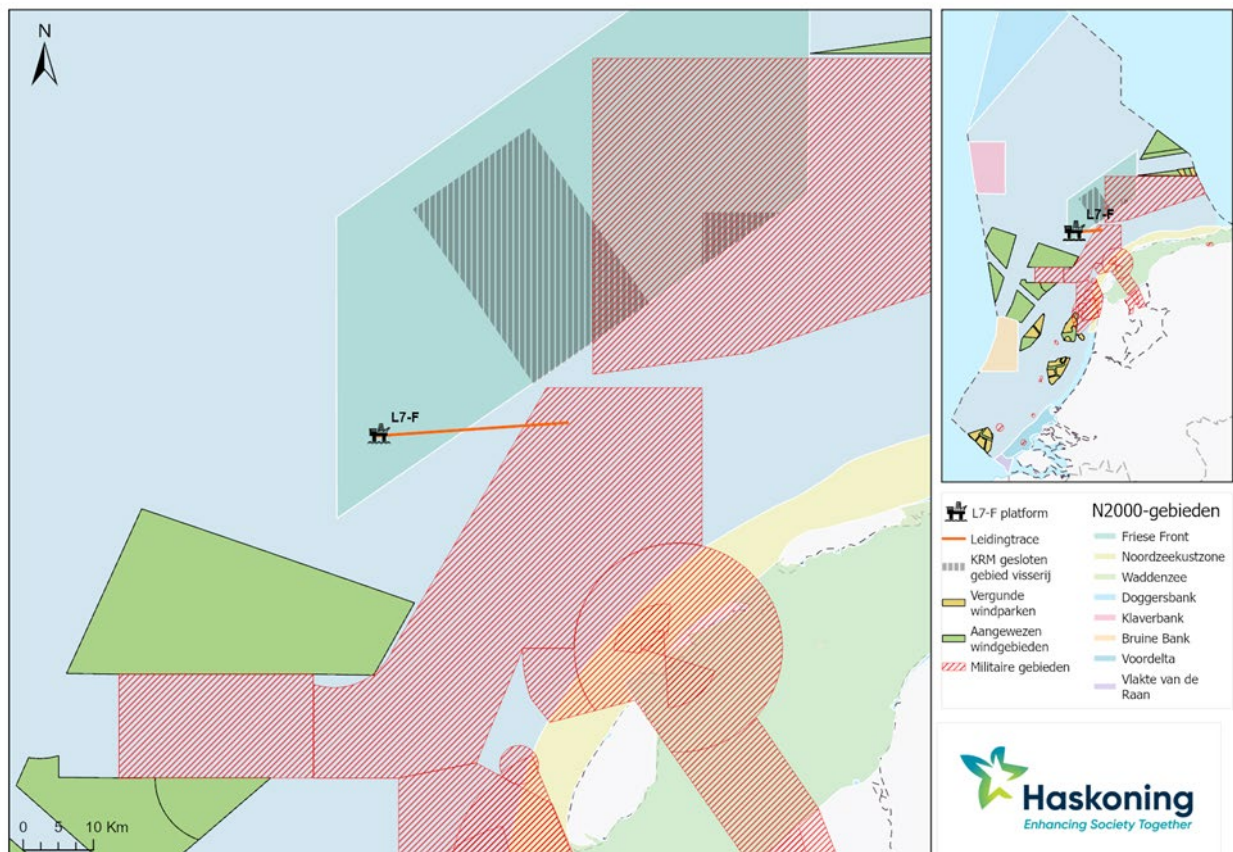 N
L7-F
0 5 10 Km
L7-F
L7-F platform
Leidingtrace
KRM gesloten
gebied visserij
Vergunde
windparken
Aangewezen
windgebieden
Militaire gebieden
N2000-gebieden
Friese Front
Noordzeekustzone
Waddenzee
Doggersbank
Klaverbank
Bruine Bank
Voordelta
Vlakte van de
Raan
Haskoning
Enhancing Society Together